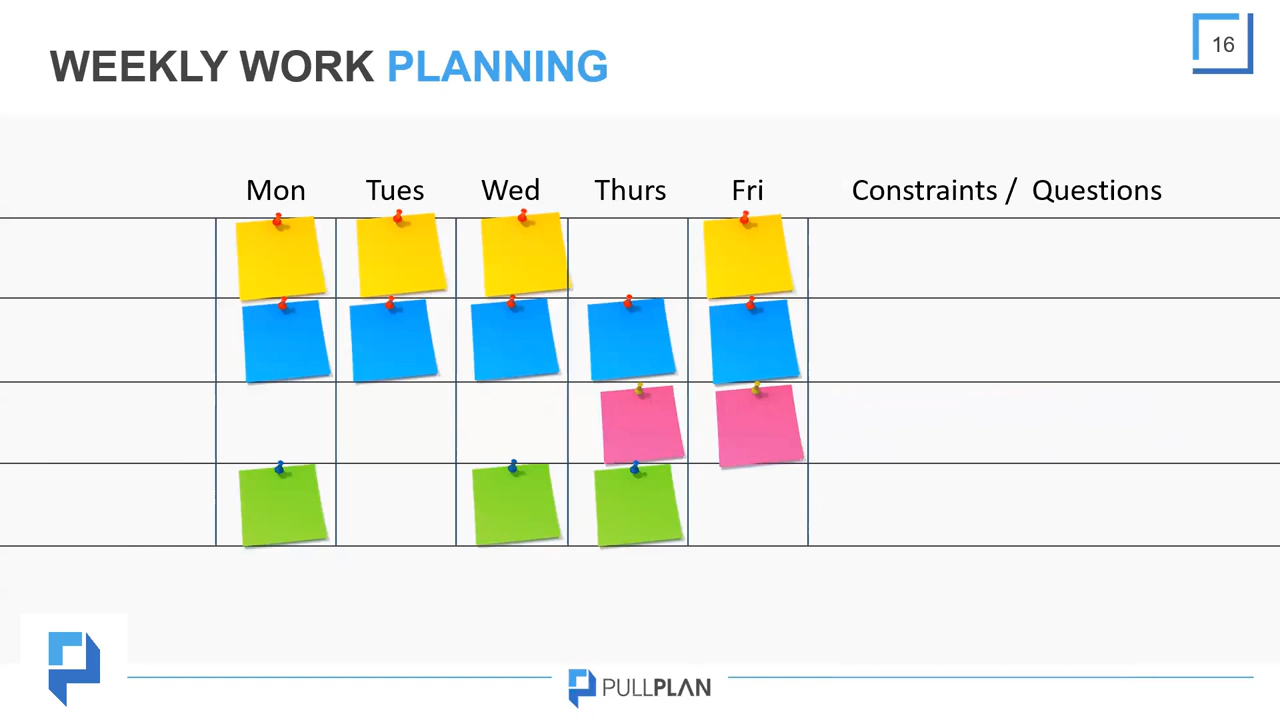 WEEKLY WORK PLANNING
16
Mon Tues Wed Thurs Fri Constraints / Questions
PULLPLAN